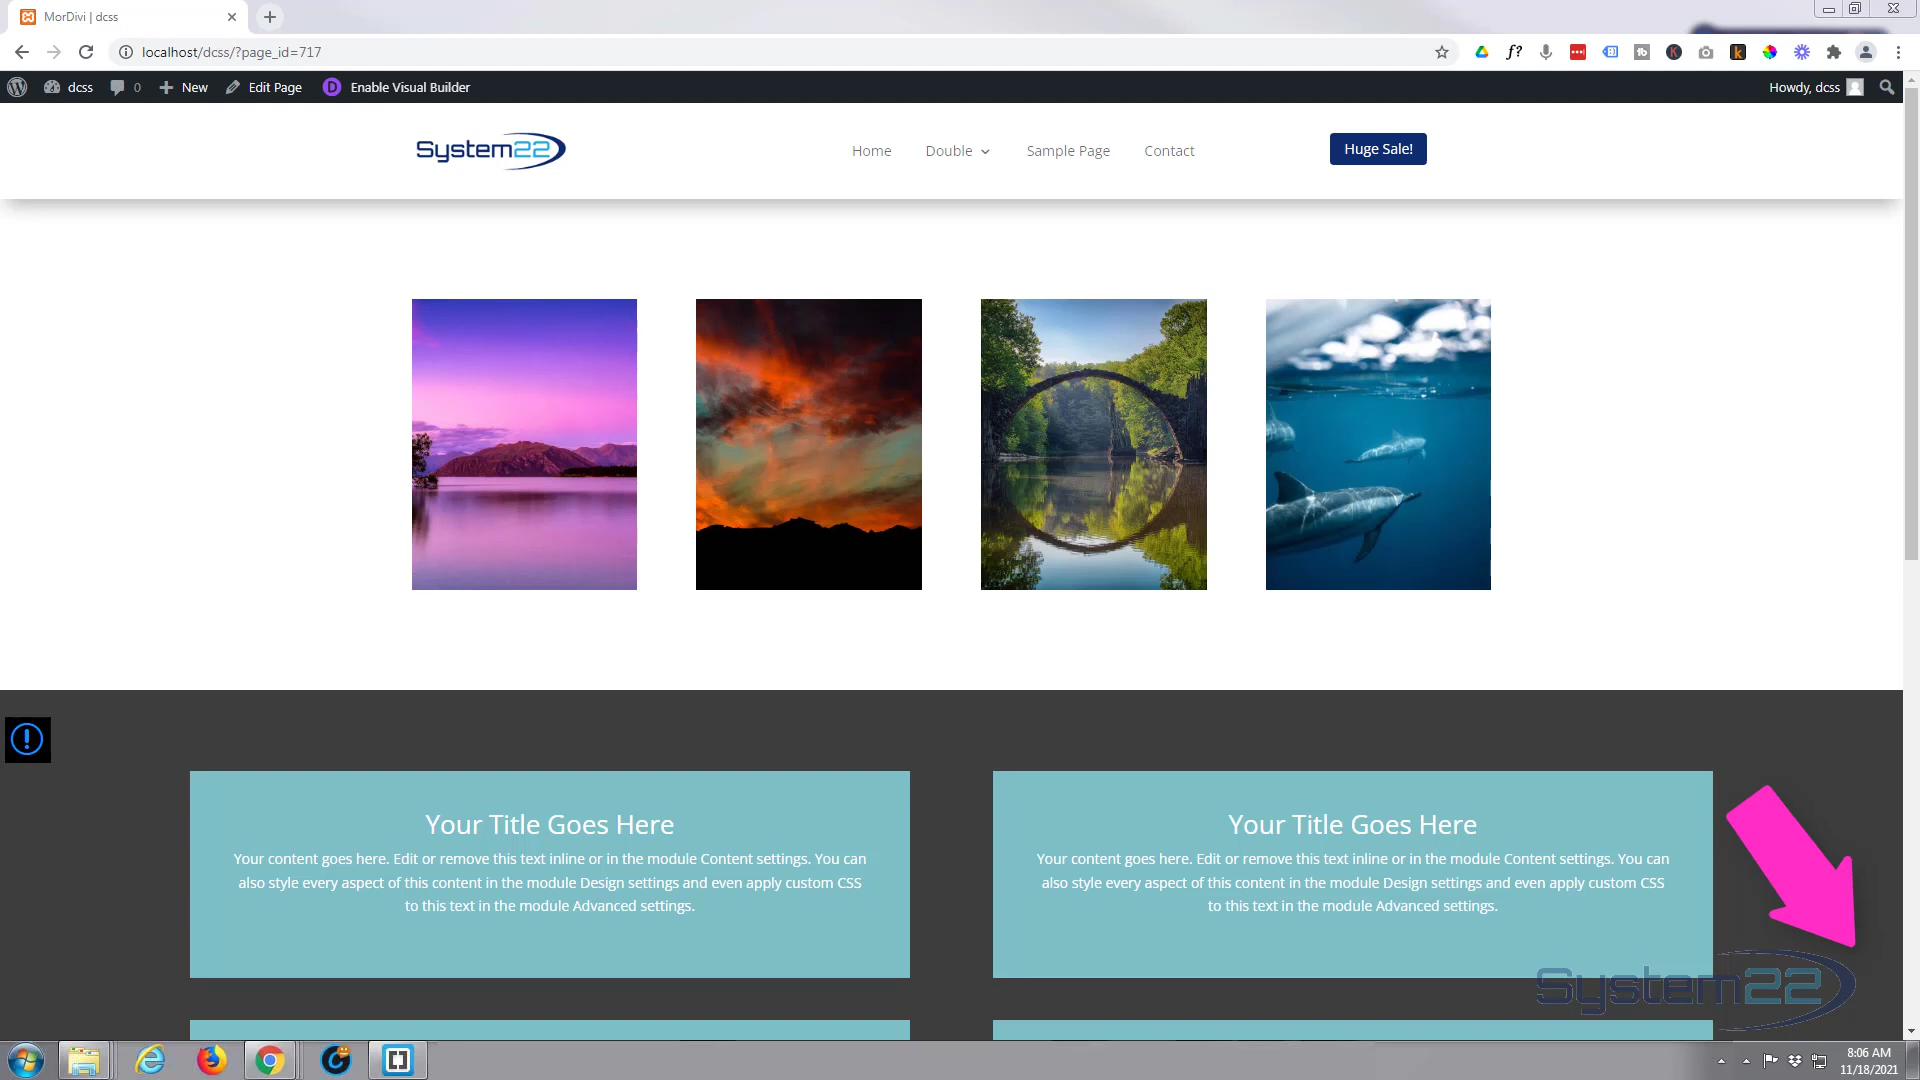 MorDivi | dcss
localhost/dcss/?page_id=717
dcss 0 New Edit Page Enable Visual Builder Howdy, dcss
System22 Home Double Sample Page Contact Huge Sale!
Your Title Goes Here
Your content goes here. Edit or remove this text inline or in the module Content settings. You can
also style every aspect of this content in the module Design settings and even apply custom CSS
to this text in the module Advanced settings.
Your Title Goes Here
Your content goes here. Edit or remove this text inline or in the module Content settings. You can
also style every aspect of this content in the module Design settings and even apply custom CSS
to this text in the module Advanced settings.
System22
8:06 AM
11/18/2021